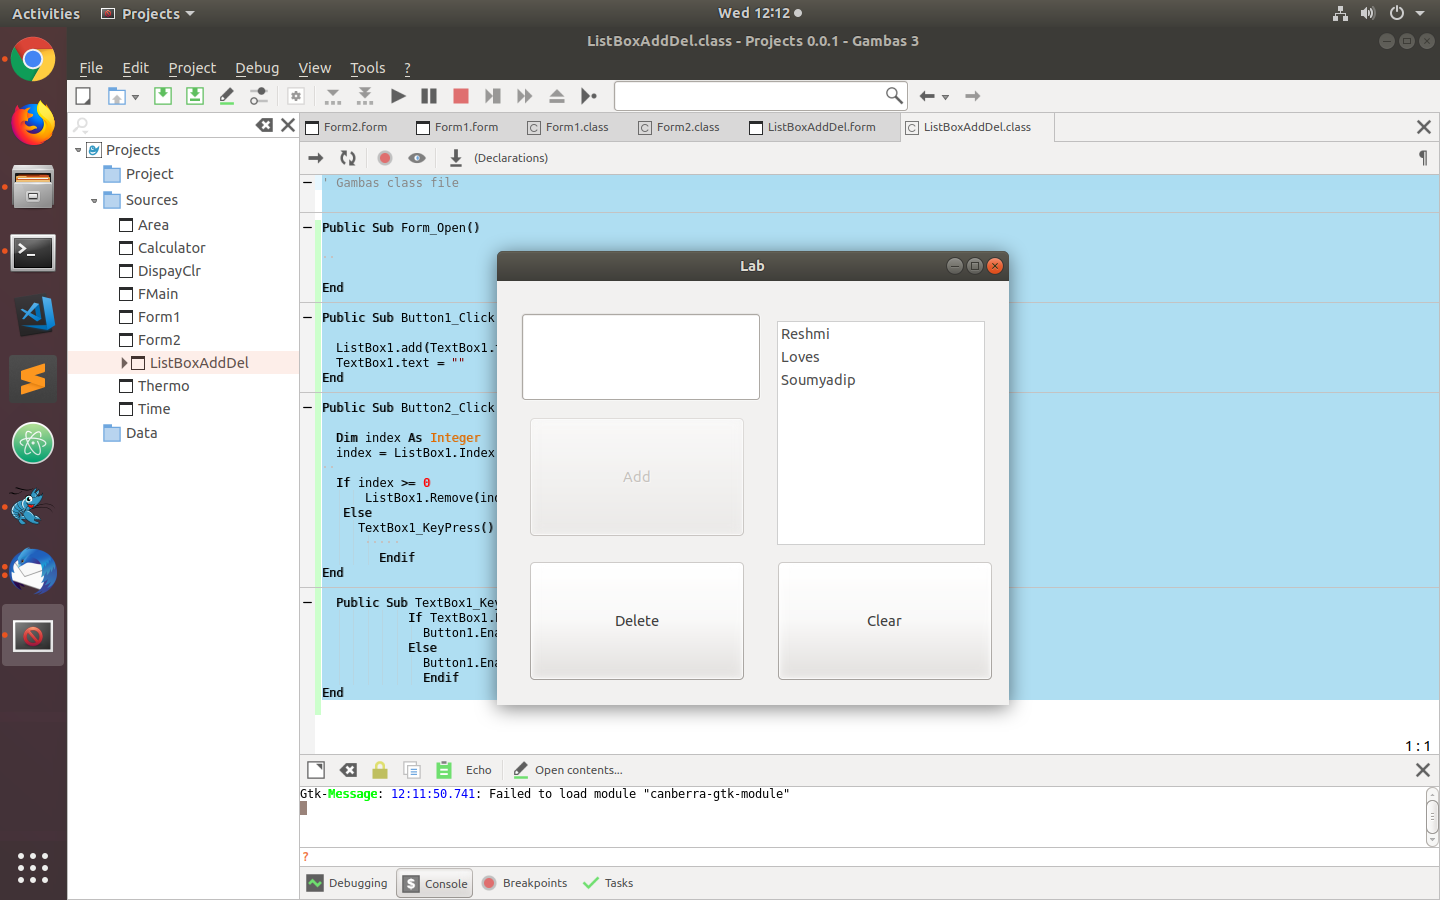 Activities Projects Wed 12:12
ListBoxAddDel.class - Projects 0.0.1 - Gambas 3
File Edit Project Debug View Tools ?
Form2.form Form1.form Form1.class Form2.class ListBoxAddDel.form ListBoxAddDel.class
(Declarations)
Projects
Project
Sources
Area
Calculator
DispayClr
FMain
Form1
Form2
ListBoxAddDel
Thermo
Time
Data
' Gambas class file
Public Sub Form_Open()
End
Public Sub Button1_Click
ListBox1.add(TextBox1.
TextBox1.text = ""
End
Public Sub Button2_Click
Dim index As Integer
index = ListBox1.Index
If index >= 0
ListBox1.Remove(ind
Else
TextBox1_KeyPress()
Endif
End
Public Sub TextBox1_Key
If TextBox1.
Button1.Ena
Else
Button1.Ena
Endif
End
Lab
Reshmi
Loves
Soumyadip
Add
Delete
Clear
1:1
Echo Open contents...
Gtk-Message: 12:11:50.741: Failed to load module "canberra-gtk-module"
?
Debugging Console Breakpoints Tasks